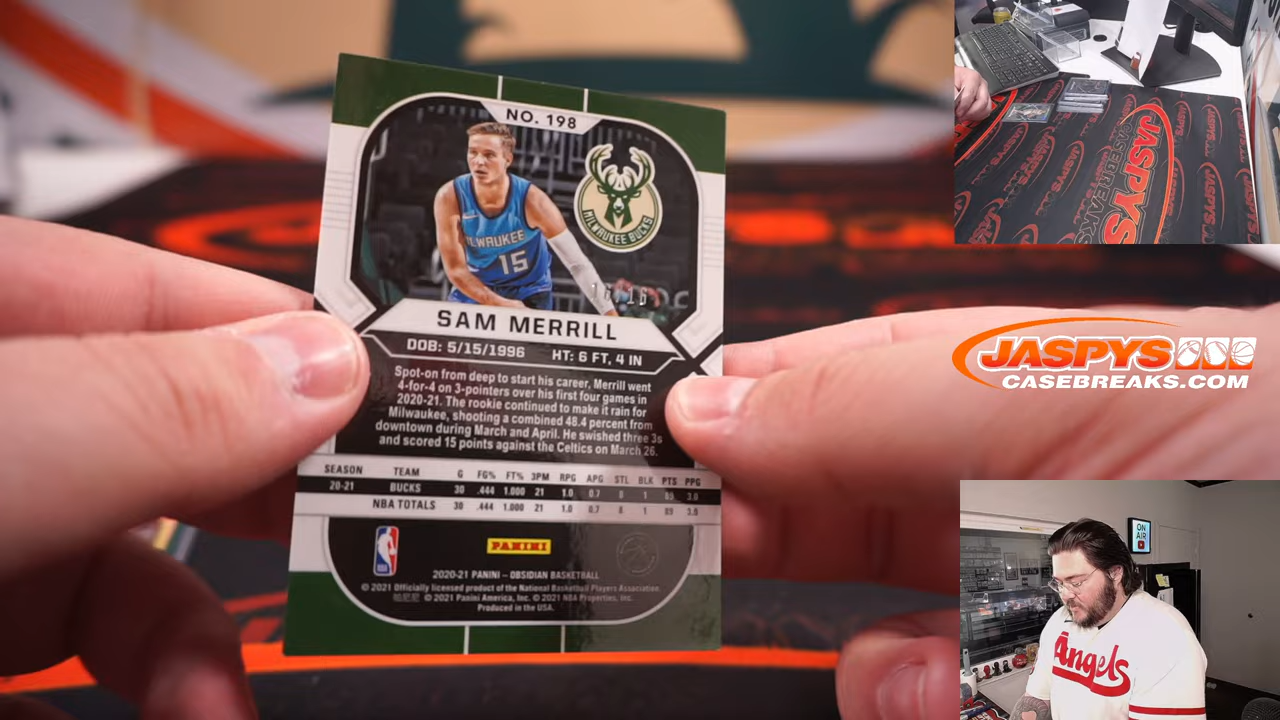 NO. 198
MILWAUKEE BUCKS
MILWAUKEE
15
SAM MERRILL
DOB: 5/15/1996 HT: 6 FT, 4 IN
Spot-on from deep to start his career, Merrill went
4-for-4 on 3-pointers over his first four games in
2020-21. The rookie continued to make it rain for
Milwaukee, shooting a combined 48.4 percent from
downtown during March and April. He swished three 3s
and scored 15 points against the Celtics on March 26.
SEASON TEAM G FG% FT% 3PM RPG APG STL BLK PTS PPG
20-21 BUCKS 30 .444 1.000 21 1.0 0.7 8 1 89 3.0
NBA TOTALS 30 .444 1.000 21 1.0 0.7 8 1 89 3.0
PANINI
2020-21 PANINI – OBSIDIAN BASKETBALL
© 2021 Officially licensed product of the National Basketball Players Association.
© 2021 Panini America, Inc. © 2021 NBA Properties, Inc.
Produced in the USA.
JASPYS
CASEBREAKS
JASPYS
CASEBREAKS.COM
ON
AIR
Angels